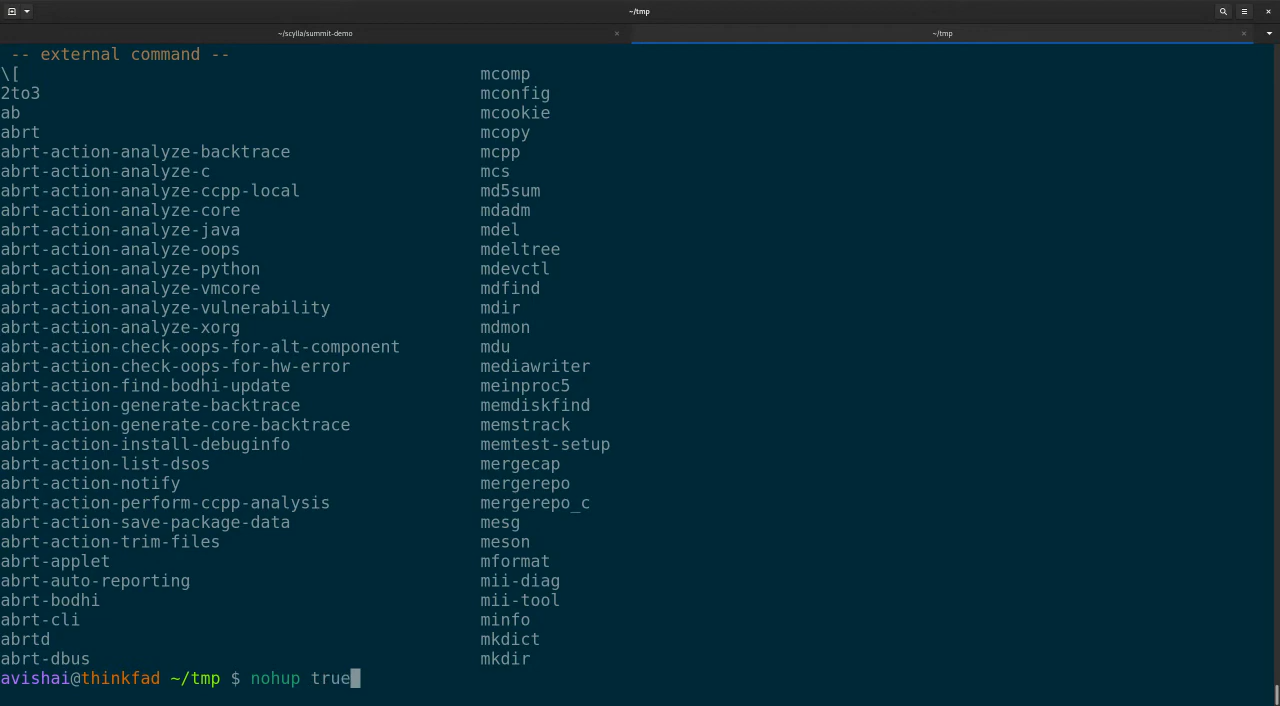 ~/tmp
~/scylla/summit-demo
~/tmp
-- external command --
\[ mcomp
2to3 mconfig
ab mcookie
abrt mcopy
abrt-action-analyze-backtrace mcpp
abrt-action-analyze-c mcs
abrt-action-analyze-ccpp-local md5sum
abrt-action-analyze-core mdadm
abrt-action-analyze-java mdel
abrt-action-analyze-oops mdeltree
abrt-action-analyze-python mdevctl
abrt-action-analyze-vmcore mdfind
abrt-action-analyze-vulnerability mdir
abrt-action-analyze-xorg mdmon
abrt-action-check-oops-for-alt-component mdu
abrt-action-check-oops-for-hw-error mediawriter
abrt-action-find-bodhi-update meinproc5
abrt-action-generate-backtrace memdiskfind
abrt-action-generate-core-backtrace memstrack
abrt-action-install-debuginfo memtest-setup
abrt-action-list-dsos mergecap
abrt-action-notify mergerepo
abrt-action-perform-ccpp-analysis mergerepo_c
abrt-action-save-package-data mesg
abrt-action-trim-files meson
abrt-applet mformat
abrt-auto-reporting mii-diag
abrt-bodhi mii-tool
abrt-cli minfo
abrtd mkdict
abrt-dbus mkdir
avishai@thinkfad ~/tmp $ nohup true